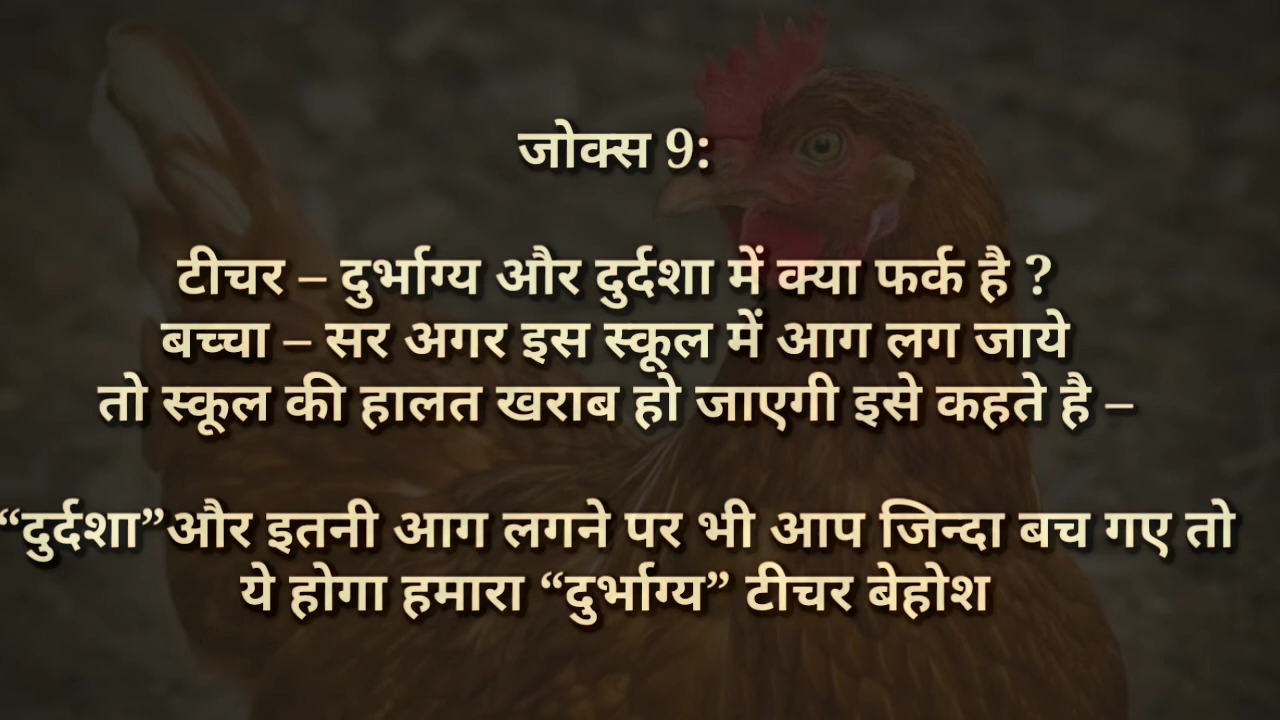 जोक्स 9:
टीचर – दुर्भाग्य और दुर्दशा में क्या फर्क है ?
बच्चा – सर अगर इस स्कूल में आग लग जाये
तो स्कूल की हालत खराब हो जाएगी इसे कहते है –
“दुर्दशा”और इतनी आग लगने पर भी आप जिन्दा बच गए तो
ये होगा हमारा “दुर्भाग्य” टीचर बेहोश